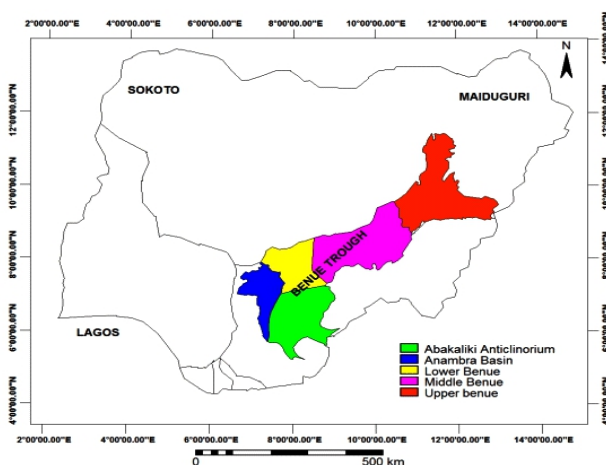 2°00'00.00"E 4°00'00.00"E 6°00'00.00"E 8°00'00.00"E 10°00'00.00"E 12°00'00.00"E 14°00'00.00"E
N
SOKOTO
MAIDUGURI
12°00'00.00"N
10°00'00.00"N
8°00'00.00"N
6°00'00.00"N
4°00'00.00"N
BENUE TROUGH
LAGOS
Abakaliki Anticlinorium
Anambra Basin
Lower Benue
Middle Benue
Upper benue
2°00'00.00"E 4°00'00.00"E 6°00'00.00"E 8°00'00.00"E 10°00'00.00"E 12°00'00.00"E 14°00'00.00"E
0 500 km